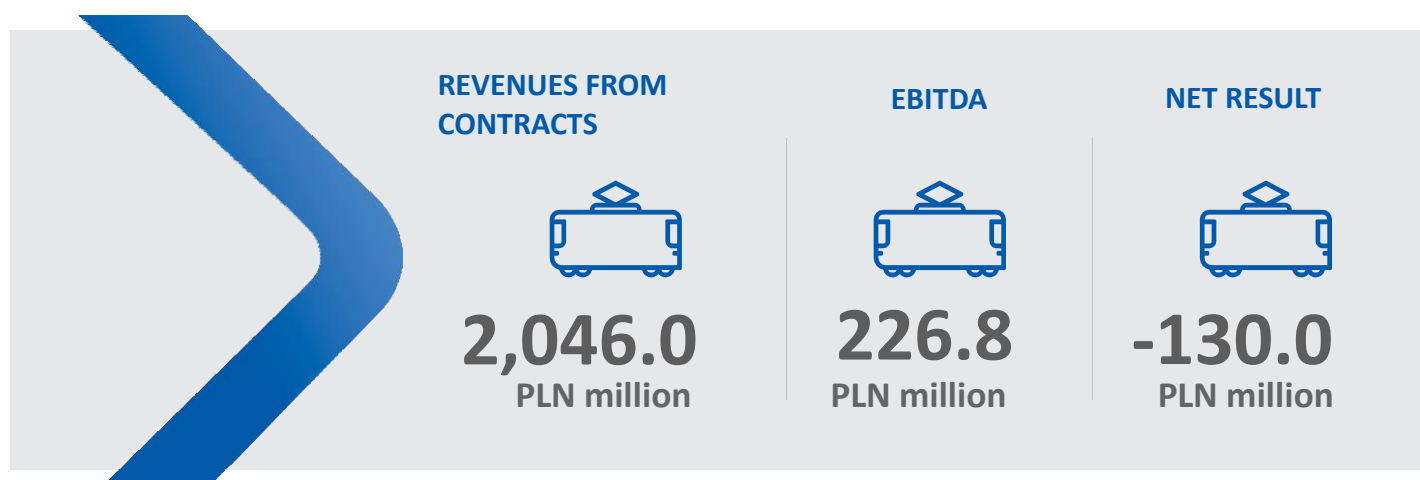 REVENUES FROM
CONTRACTS
2,046.0
PLN million
EBITDA
226.8
PLN million
NET RESULT
-130.0
PLN million